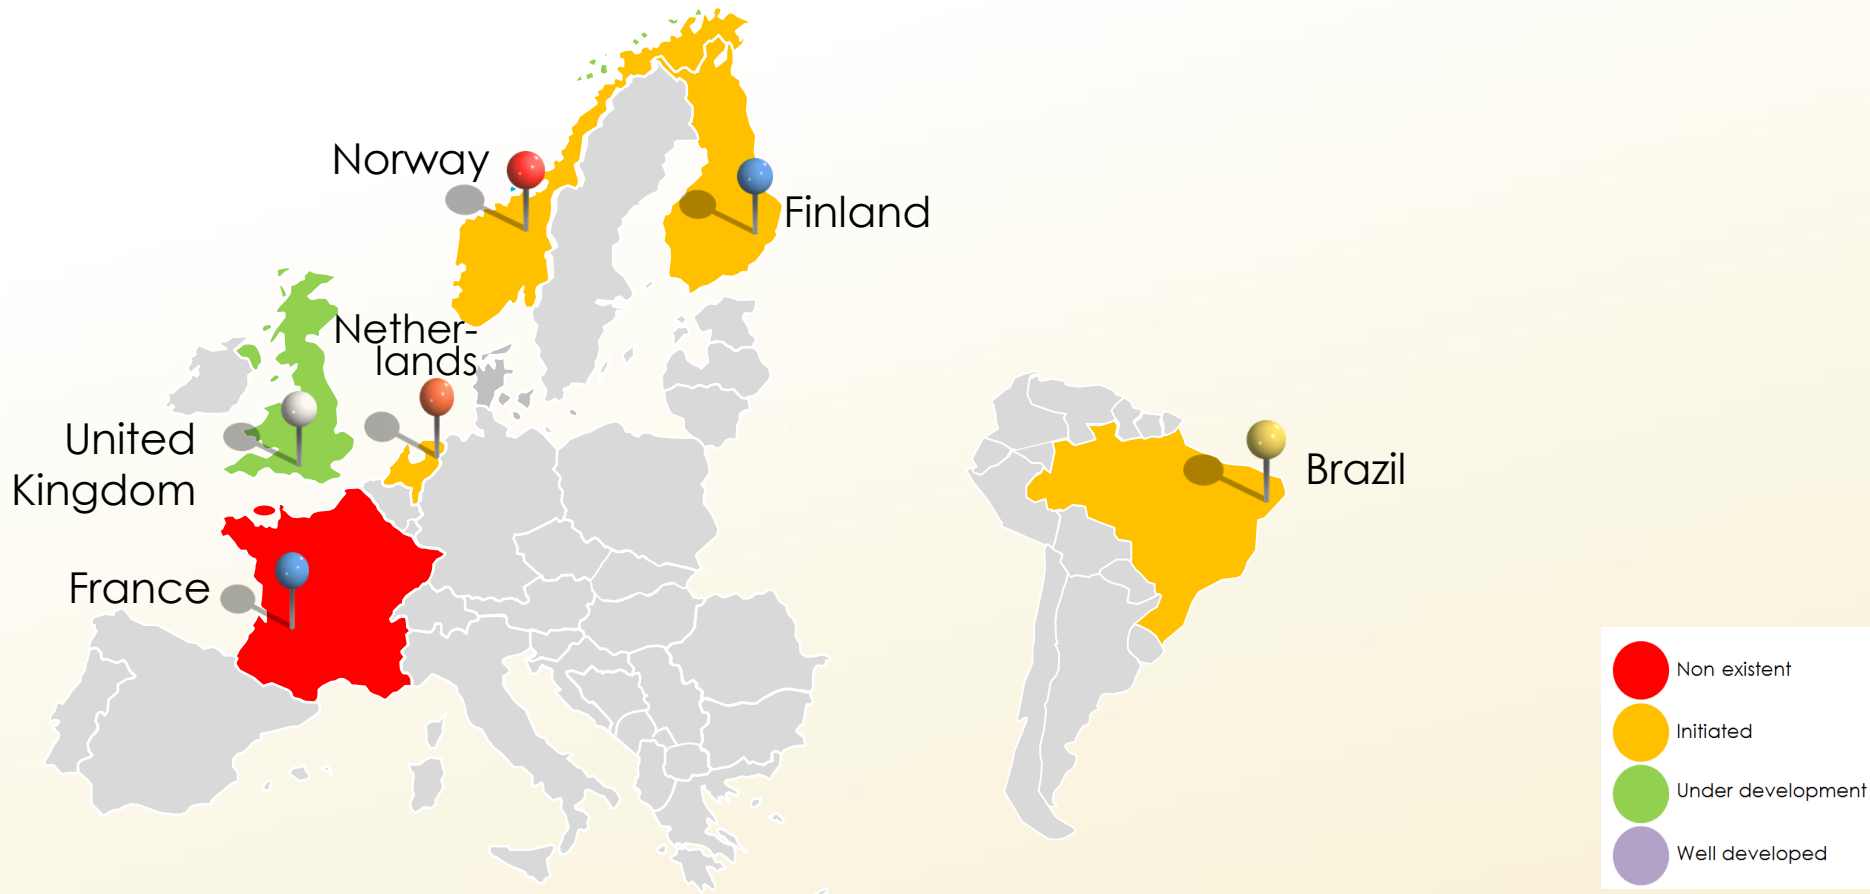 Norway
Finland
Nether-
lands
United
Kingdom
Brazil
France
Non existent
Initiated
Under development
Well developed